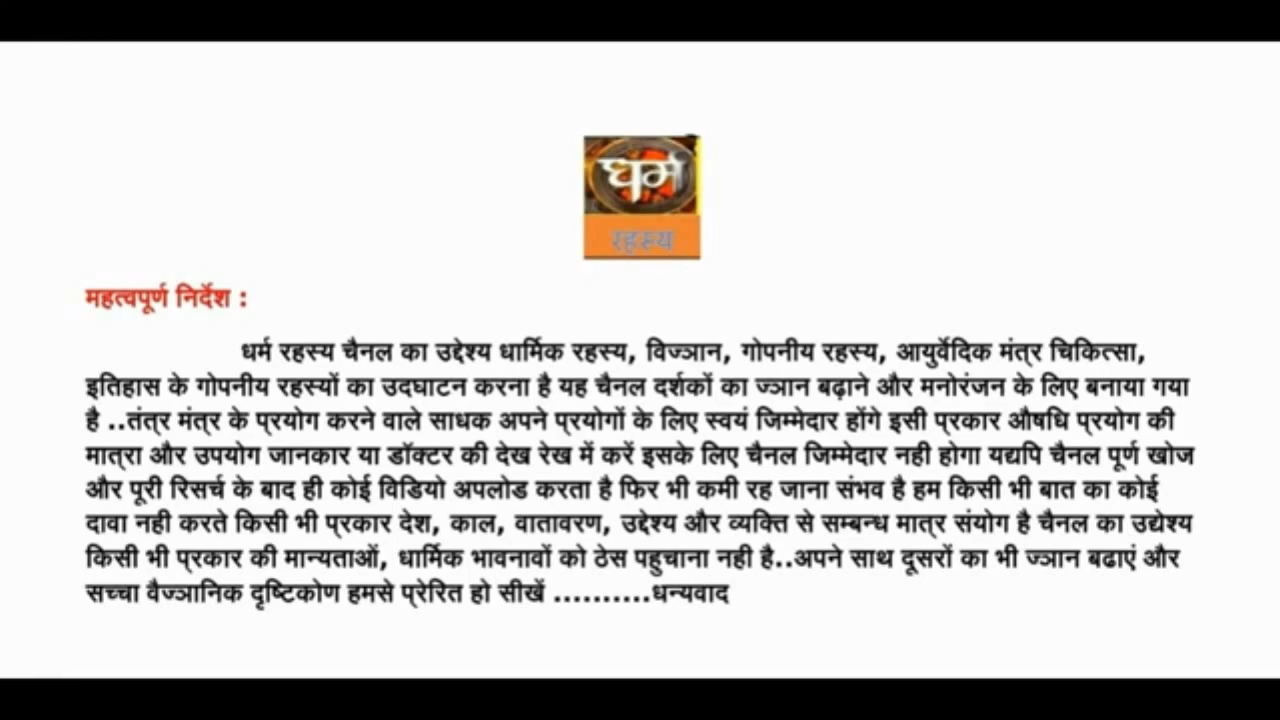 धर्म
रहस्य
महत्वपूर्ण निर्देश :
धर्म रहस्य चैनल का उद्देश्य धार्मिक रहस्य, विज्ञान, गोपनीय रहस्य, आयुर्वेदिक मंत्र चिकित्सा,
इतिहास के गोपनीय रहस्यों का उदघाटन करना है यह चैनल दर्शकों का ज्ञान बढ़ाने और मनोरंजन के लिए बनाया गया
है ..तंत्र मंत्र के प्रयोग करने वाले साधक अपने प्रयोगों के लिए स्वयं जिम्मेदार होंगे इसी प्रकार औषधि प्रयोग की
मात्रा और उपयोग जानकार या डॉक्टर की देख रेख में करें इसके लिए चैनल जिम्मेदार नही होगा यद्यपि चैनल पूर्ण खोज
और पूरी रिसर्च के बाद ही कोई विडियो अपलोड करता है फिर भी कमी रह जाना संभव है हम किसी भी बात का कोई
दावा नही करते किसी भी प्रकार देश, काल, वातावरण, उद्देश्य और व्यक्ति से सम्बन्ध मात्र संयोग है चैनल का उद्येश्य
किसी भी प्रकार की मान्यताओं, धार्मिक भावनावों को ठेस पहुचाना नही है..अपने साथ दूसरों का भी ज्ञान बढाएं और
सच्चा वैज्ञानिक दृष्टिकोण हमसे प्रेरित हो सीखें ..........धन्यवाद